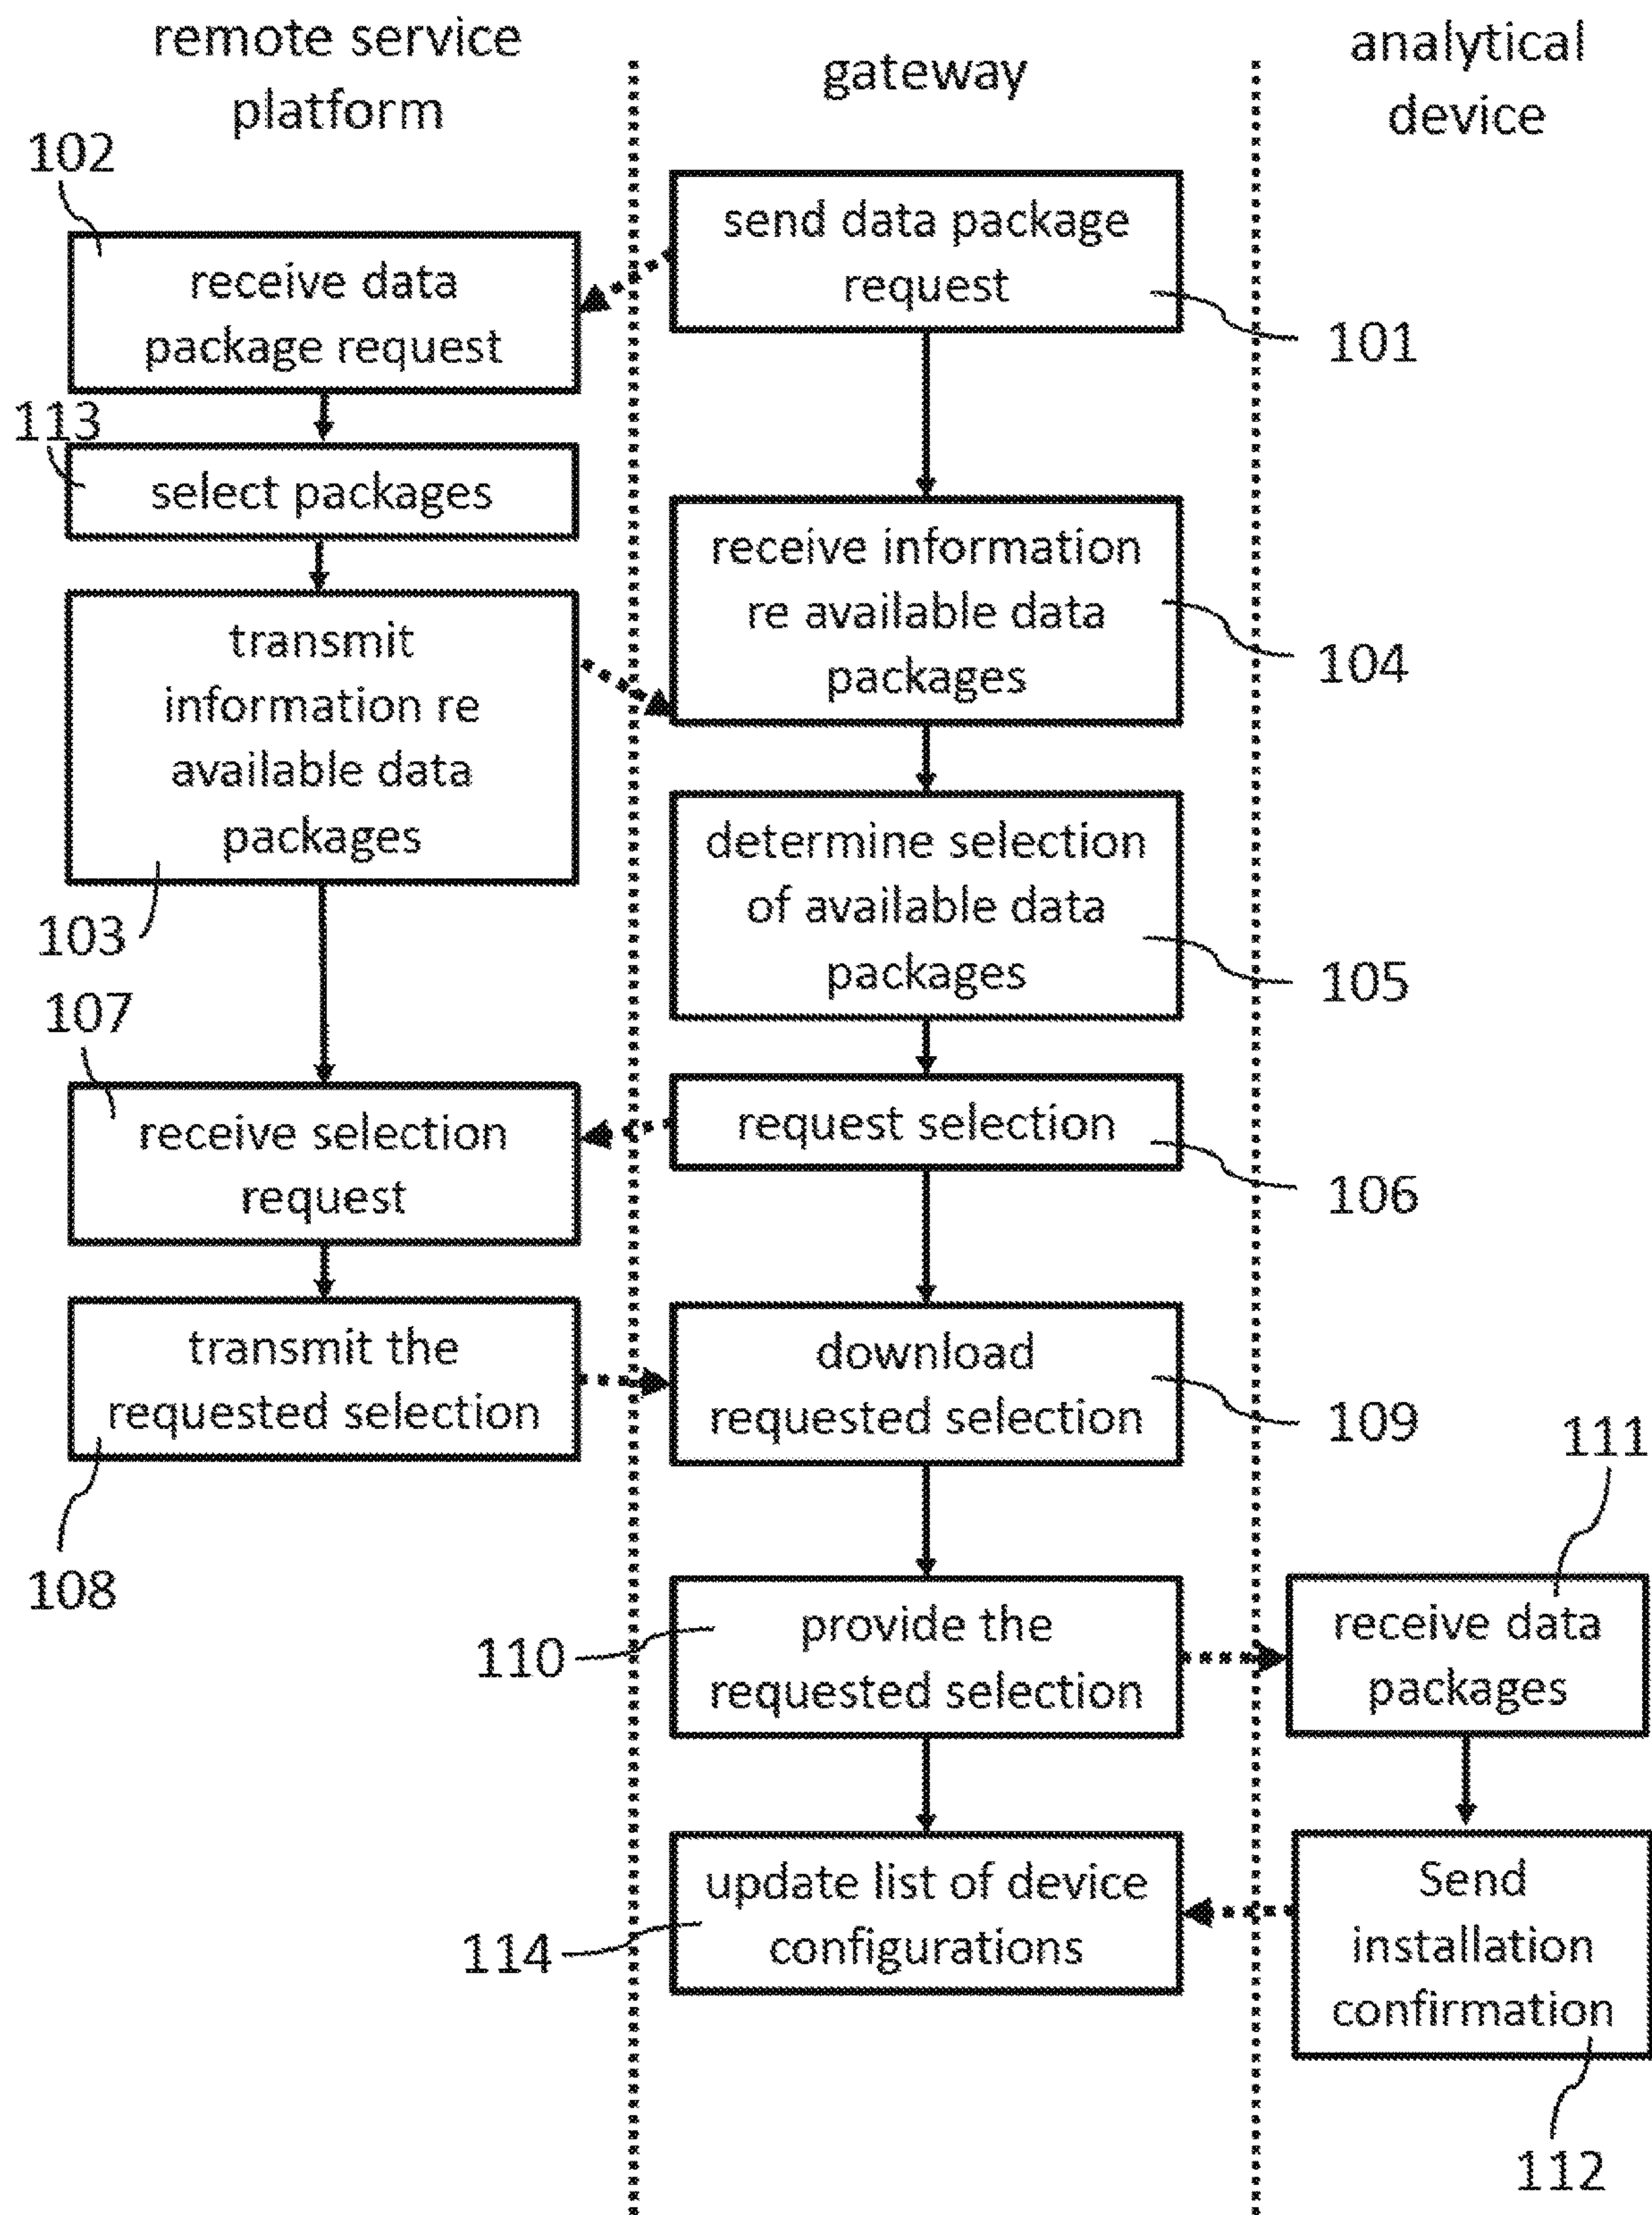 remote service
platform
gateway
analytical
device
102
send data package
request
101
receive data
package request
113
select packages
receive information
re available data
packages
104
transmit
information re
available data
packages
103
determine selection
of available data
packages
105
107
request selection
106
receive selection
request
transmit the
requested selection
108
download
requested selection
109
111
110
provide the
requested selection
receive data
packages
update list of device
configurations
114
Send
installation
confirmation
112